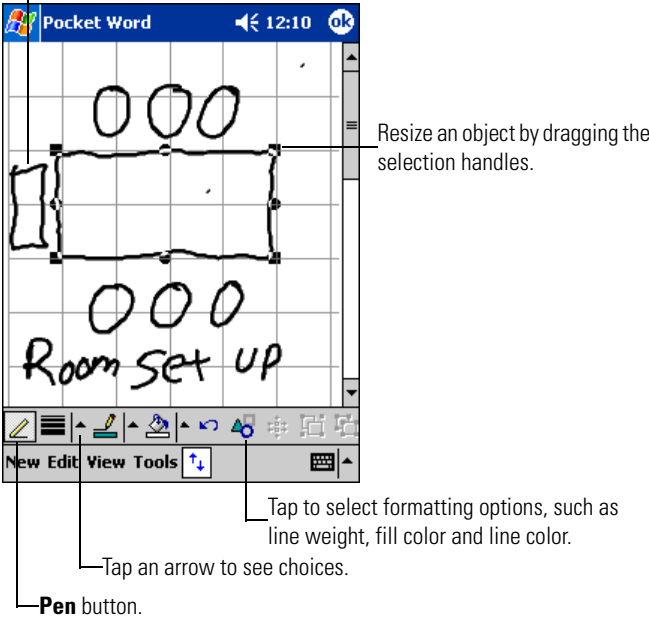 Pocket Word 12:10 ok
Resize an object by dragging the
selection handles.
Room set up
New Edit View Tools
Tap to select formatting options, such as
line weight, fill color and line color.
Tap an arrow to see choices.
Pen button.